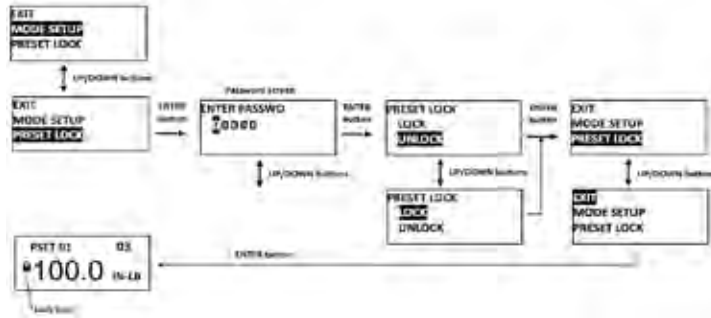 EXIT
MODE SETUP
PRESET LOCK
UP/DOWN buttons
EXIT
MODE SETUP
PRESET LOCK
ENTER
button
Password screen
ENTER PASSWD
0000
UP/DOWN buttons
ENTER
button
PRESET LOCK
LOCK
UNLOCK
UP/DOWN buttons
PRESET LOCK
LOCK
UNLOCK
ENTER
button
EXIT
MODE SETUP
PRESET LOCK
UP/DOWN buttons
EXIT
MODE SETUP
PRESET LOCK
ENTER button
PSET 01 03
100.0 IN-LB
Lock Icon